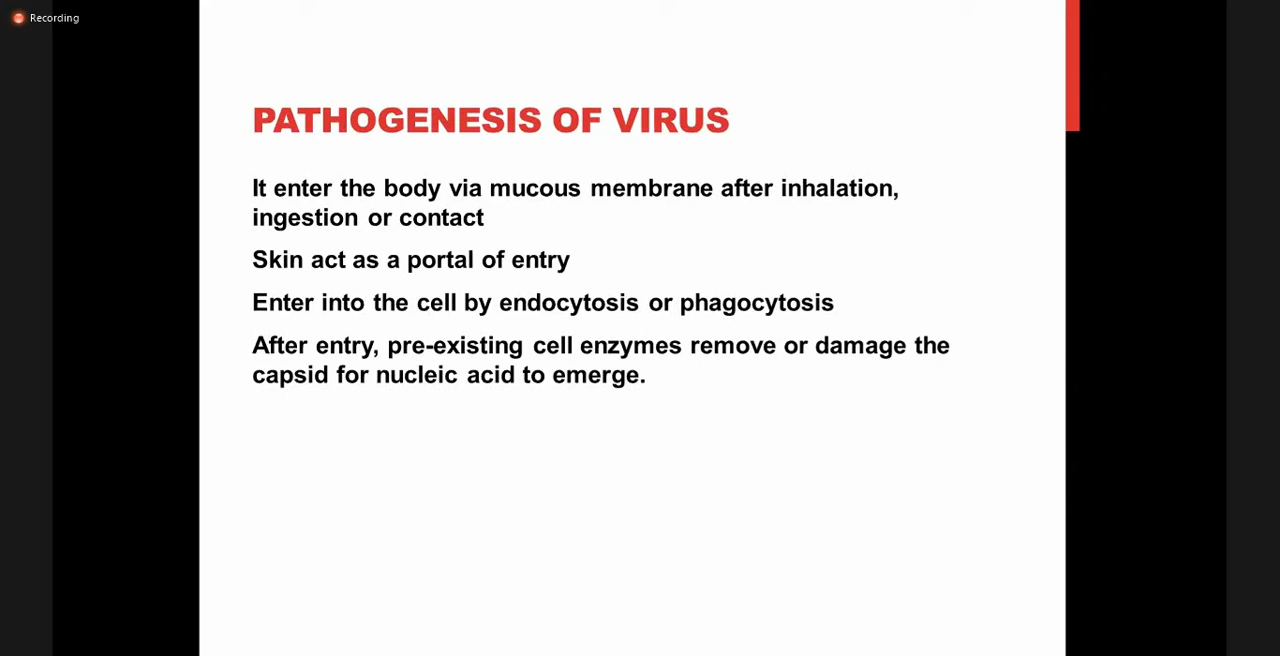 Recording
PATHOGENESIS OF VIRUS
It enter the body via mucous membrane after inhalation,
ingestion or contact
Skin act as a portal of entry
Enter into the cell by endocytosis or phagocytosis
After entry, pre-existing cell enzymes remove or damage the
capsid for nucleic acid to emerge.